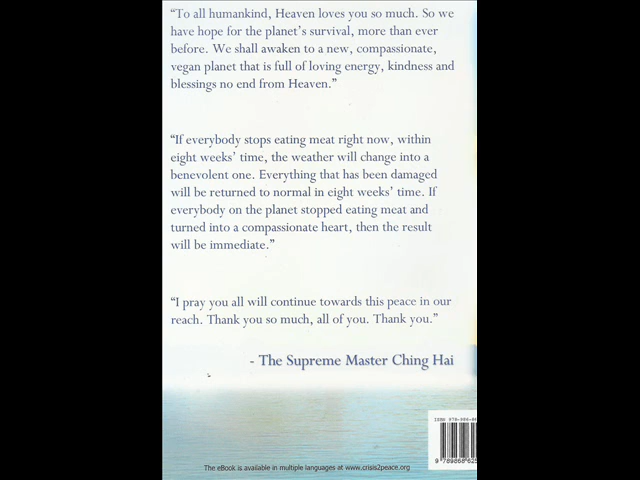 “To all humankind, Heaven loves you so much. So we
have hope for the planet’s survival, more than ever
before. We shall awaken to a new, compassionate,
vegan planet that is full of loving energy, kindness and
blessings no end from Heaven.”
“If everybody stops eating meat right now, within
eight weeks’ time, the weather will change into a
benevolent one. Everything that has been damaged
will be returned to normal in eight weeks’ time. If
everybody on the planet stopped eating meat and
turned into a compassionate heart, then the result
will be immediate.”
“I pray you all will continue towards this peace in our
reach. Thank you so much, all of you. Thank you.”
- The Supreme Master Ching Hai
ISBN 978-986-
9 789868 625
The eBook is available in multiple languages at www.crisis2peace.org